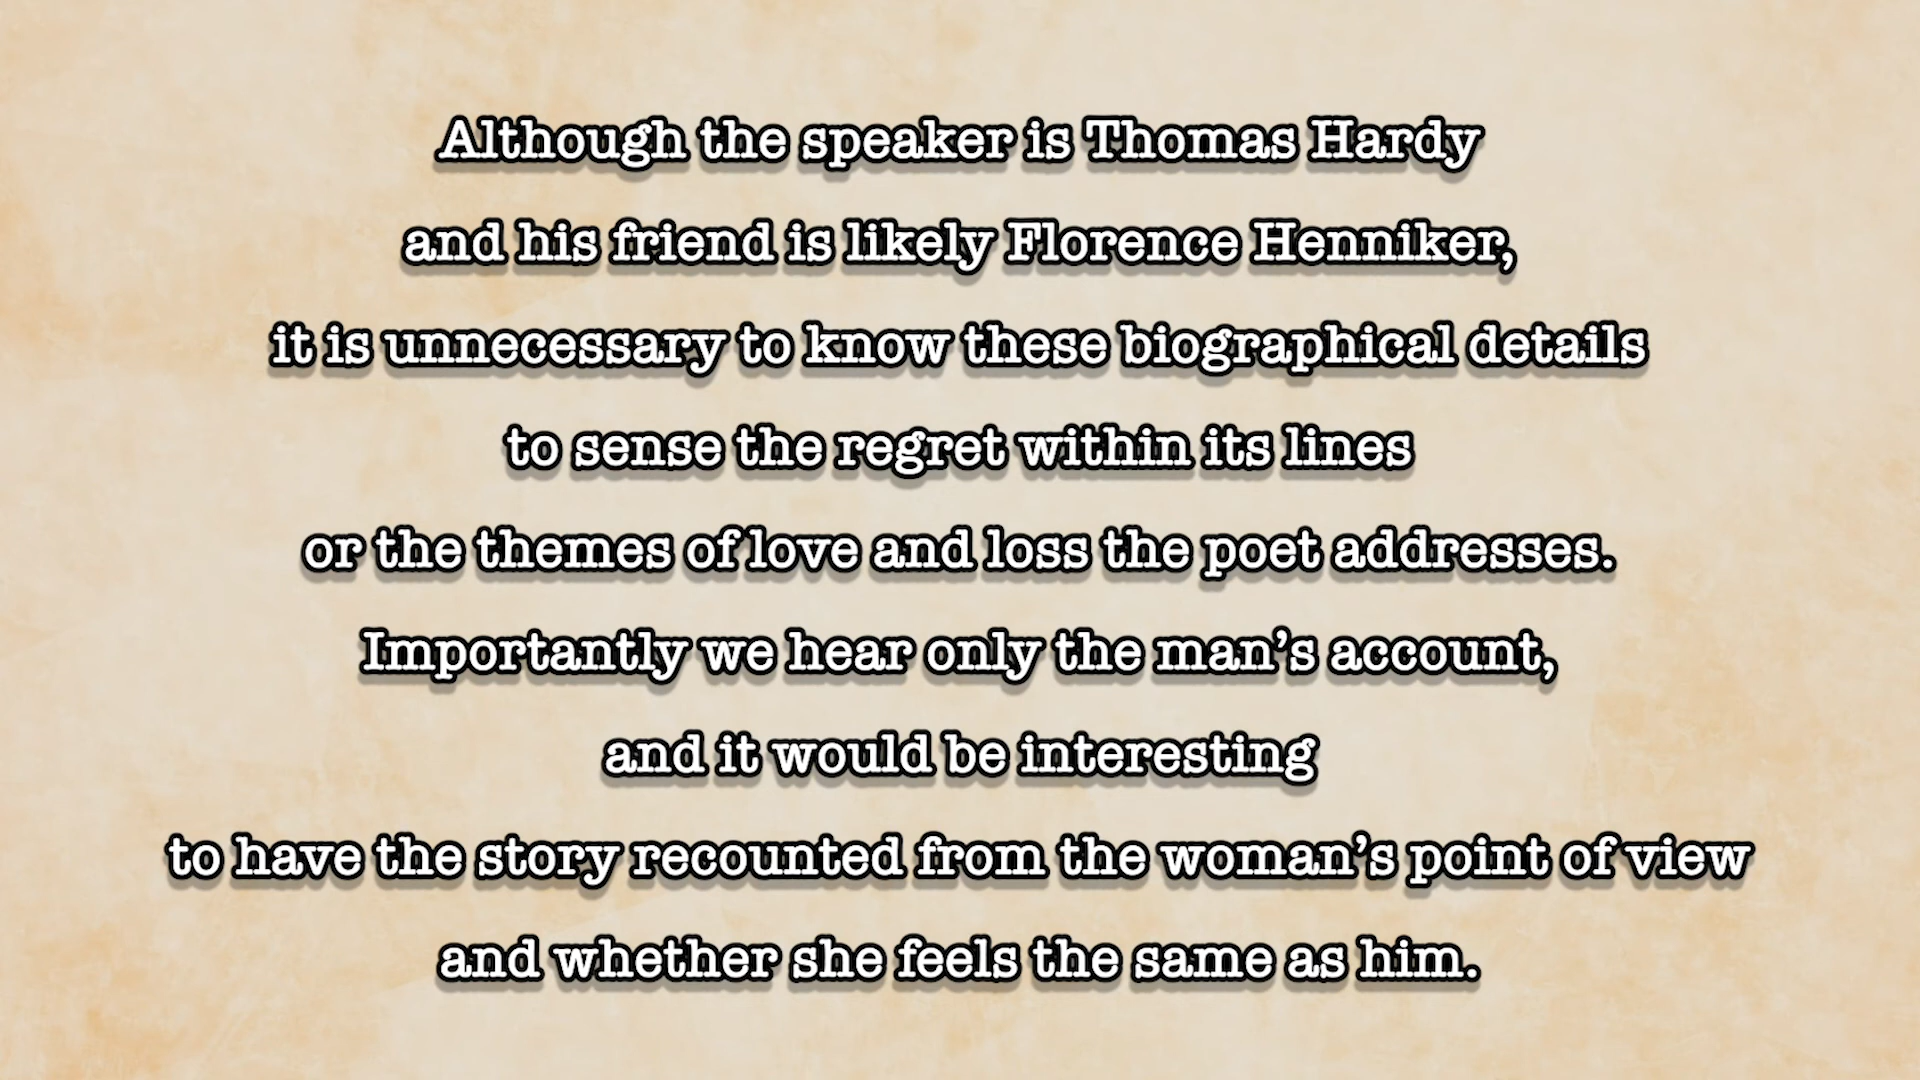 Although the speaker is Thomas Hardy
and his friend is likely Florence Henniker,
it is unnecessary to know these biographical details
to sense the regret within its lines
or the themes of love and loss the poet addresses.
Importantly we hear only the man’s account,
and it would be interesting
to have the story recounted from the woman’s point of view
and whether she feels the same as him.